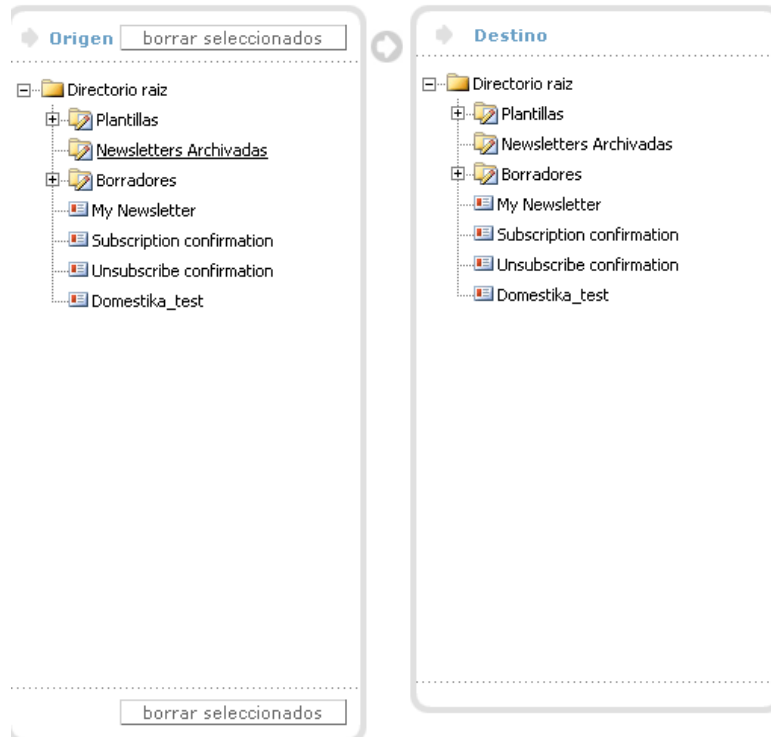 Origen borrar seleccionados
Directorio raiz
Plantillas
Newsletters Archivadas
Borradores
My Newsletter
Subscription confirmation
Unsubscribe confirmation
Domestika_test
borrar seleccionados
Destino
Directorio raiz
Plantillas
Newsletters Archivadas
Borradores
My Newsletter
Subscription confirmation
Unsubscribe confirmation
Domestika_test